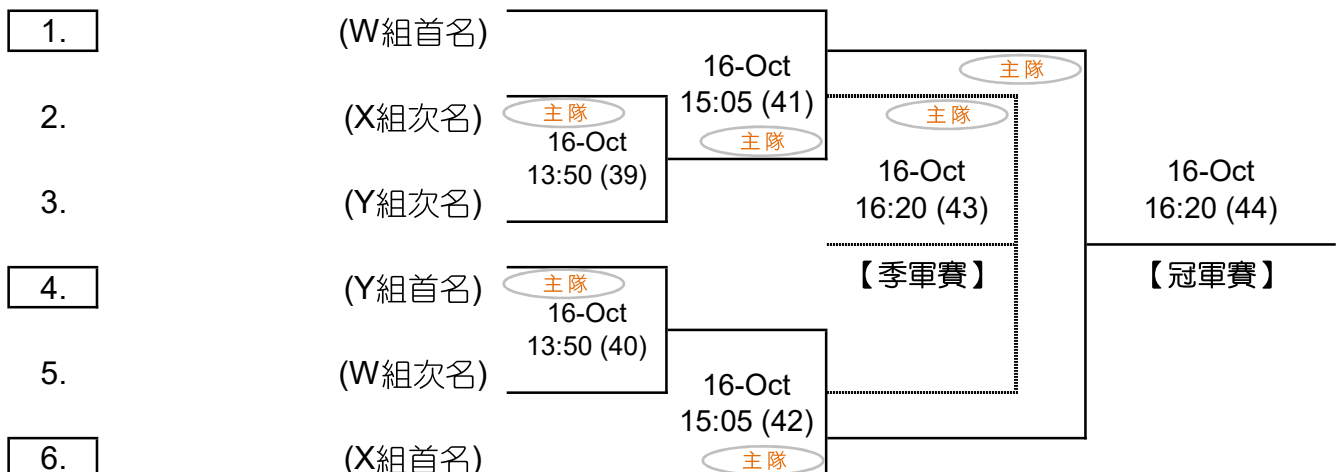 1. (W組首名)
主隊
16-Oct
15:05 (41)
主隊
2. (X組次名)
主隊
16-Oct
13:50 (39)
主隊
3. (Y組次名)
16-Oct
16:20 (43)
【季軍賽】
16-Oct
16:20 (44)
【冠軍賽】
4. (Y組首名)
主隊
16-Oct
13:50 (40)
5. (W組次名)
16-Oct
15:05 (42)
主隊
6. (X組首名)